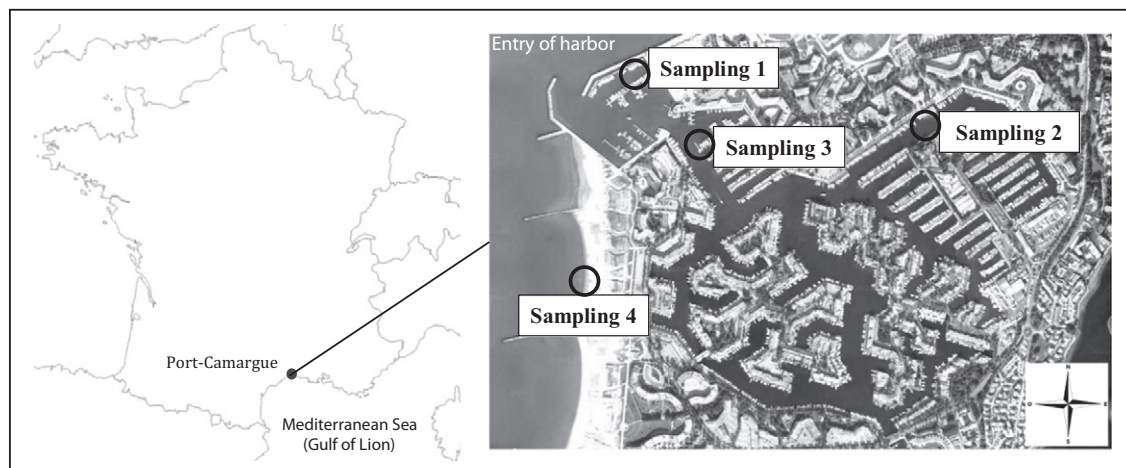 Entry of harbor
Sampling 1
Sampling 2
Sampling 3
Sampling 4
Port-Camargue
Mediterranean Sea
(Gulf of Lion)
N
O
E
S